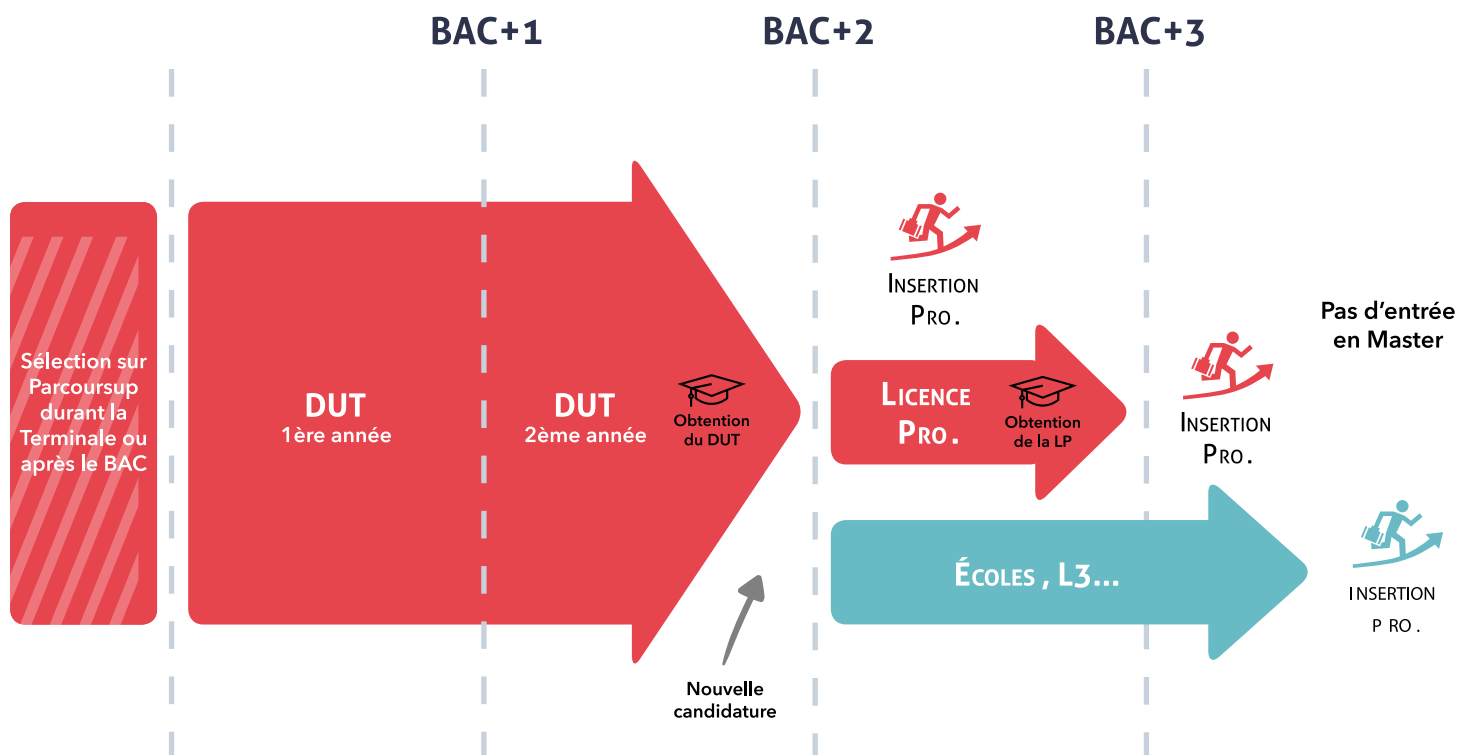 BAC+1
BAC+2
BAC+3
Sélection sur
Parcoursup
durant la
Terminale ou
après le BAC
DUT
1ère année
DUT
2ème année
Obtention
du DUT
Nouvelle
candidature
Insertion
Pro.
Licence
Pro.
Obtention
de la LP
Insertion
Pro.
Pas d'entrée
en Master
Écoles , L3...
INSERTION
P RO .